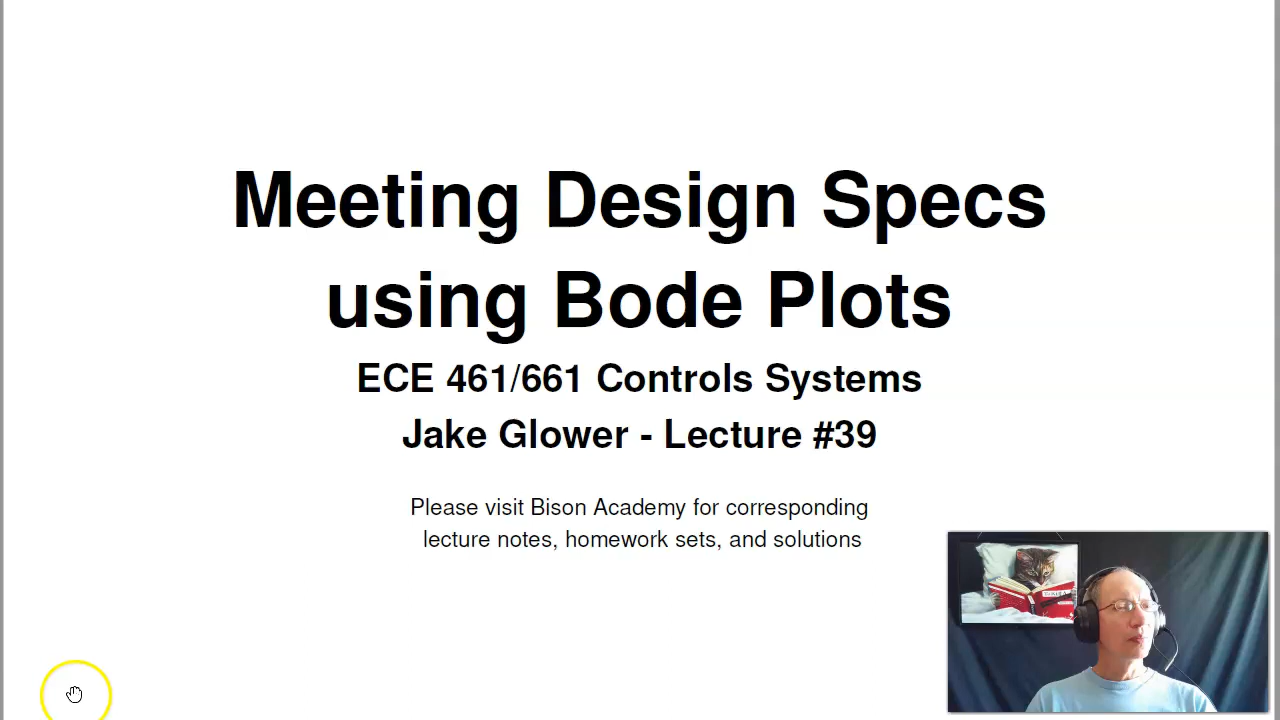 Meeting Design Specs
using Bode Plots
ECE 461/661 Controls Systems
Jake Glower - Lecture #39
Please visit Bison Academy for corresponding
lecture notes, homework sets, and solutions